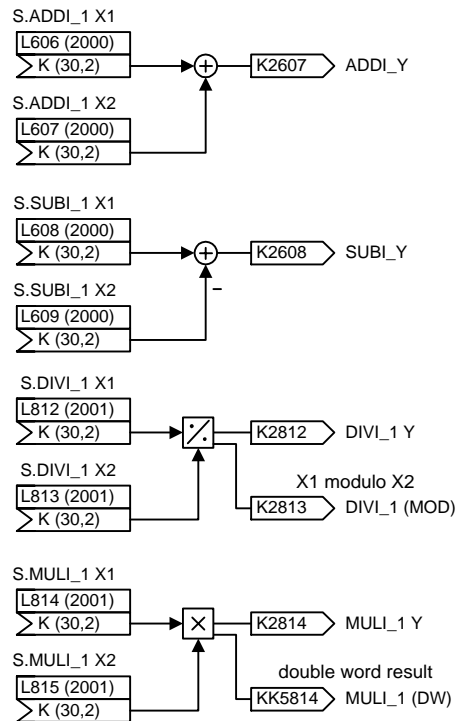 S.ADDI_1 X1
L606 (2000)
K (30,2)
K2607 ADDI_Y
S.ADDI_1 X2
L607 (2000)
K (30,2)
S.SUBI_1 X1
L608 (2000)
K (30,2)
K2608 SUBI_Y
S.SUBI_1 X2
–
L609 (2000)
K (30,2)
S.DIVI_1 X1
L812 (2001)
K (30,2)
K2812 DIVI_1 Y
S.DIVI_1 X2
X1 modulo X2
L813 (2001)
K (30,2)
K2813 DIVI_1 (MOD)
S.MULI_1 X1
L814 (2001)
K (30,2)
K2814 MULI_1 Y
S.MULI_1 X2
double word result
L815 (2001)
K (30,2)
KK5814 MULI_1 (DW)